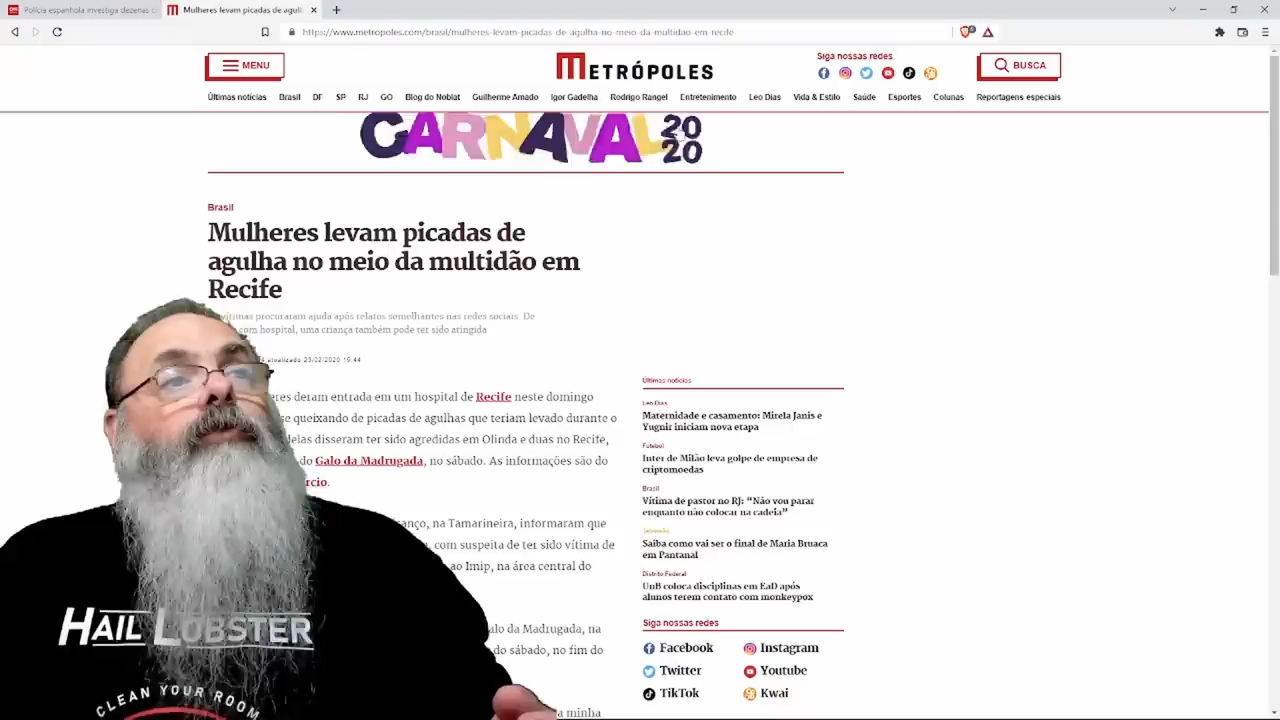 Polícia espanhola investiga dezenas
Mulheres levam picadas de agul
https://www.metropoles.com/brasil/mulheres-levam-picadas-de-agulha-no-meio-da-multidao-em-recife
MENU
METRÓPOLES
Siga nossas redes
BUSCA
Últimas notícias Brasil DF SP RJ GO Blog do Noblat Guilherme Amado Igor Gadelha Rodrigo Rangel Entretenimento Leo Dias Vida & Estilo Saúde Esportes Colunas Reportagens especiais
CARNAVAL 2020
Brasil
Mulheres levam picadas de
agulha no meio da multidão em
Recife
vítimas procuraram ajuda após relatos semelhantes nas redes sociais. De
com hospital, uma criança também pode ter sido atingida
atualizado 23/02/2020 19:44
deram entrada em um hospital de Recife neste domingo
se queixando de picadas de agulhas que teriam levado durante o
delas disseram ter sido agredidas em Olinda e duas no Recife,
do Galo da Madrugada, no sábado. As informações são do
na Tamarineira, informaram que
com suspeita de ter sido vítima de
ao Imip, na área central do
Galo da Madrugada, na
do sábado, no fim do
a minha
Últimas notícias
Leo Dias
Maternidade e casamento: Mirela Janis e
Yugnir iniciam nova etapa
Futebol
Inter de Milão leva golpe de empresa de
criptomoedas
Brasil
Vítima de pastor no RJ: “Não vou parar
enquanto não colocar na cadeia”
Televisão
Saiba como vai ser o final de Maria Bruaca
em Pantanal
Distrito Federal
UnB coloca disciplinas em EaD após
alunos terem contato com monkeypox
Siga nossas redes
Facebook Instagram
Twitter Youtube
TikTok Kwai
HAIL LOBSTER
CLEAN YOUR ROOM